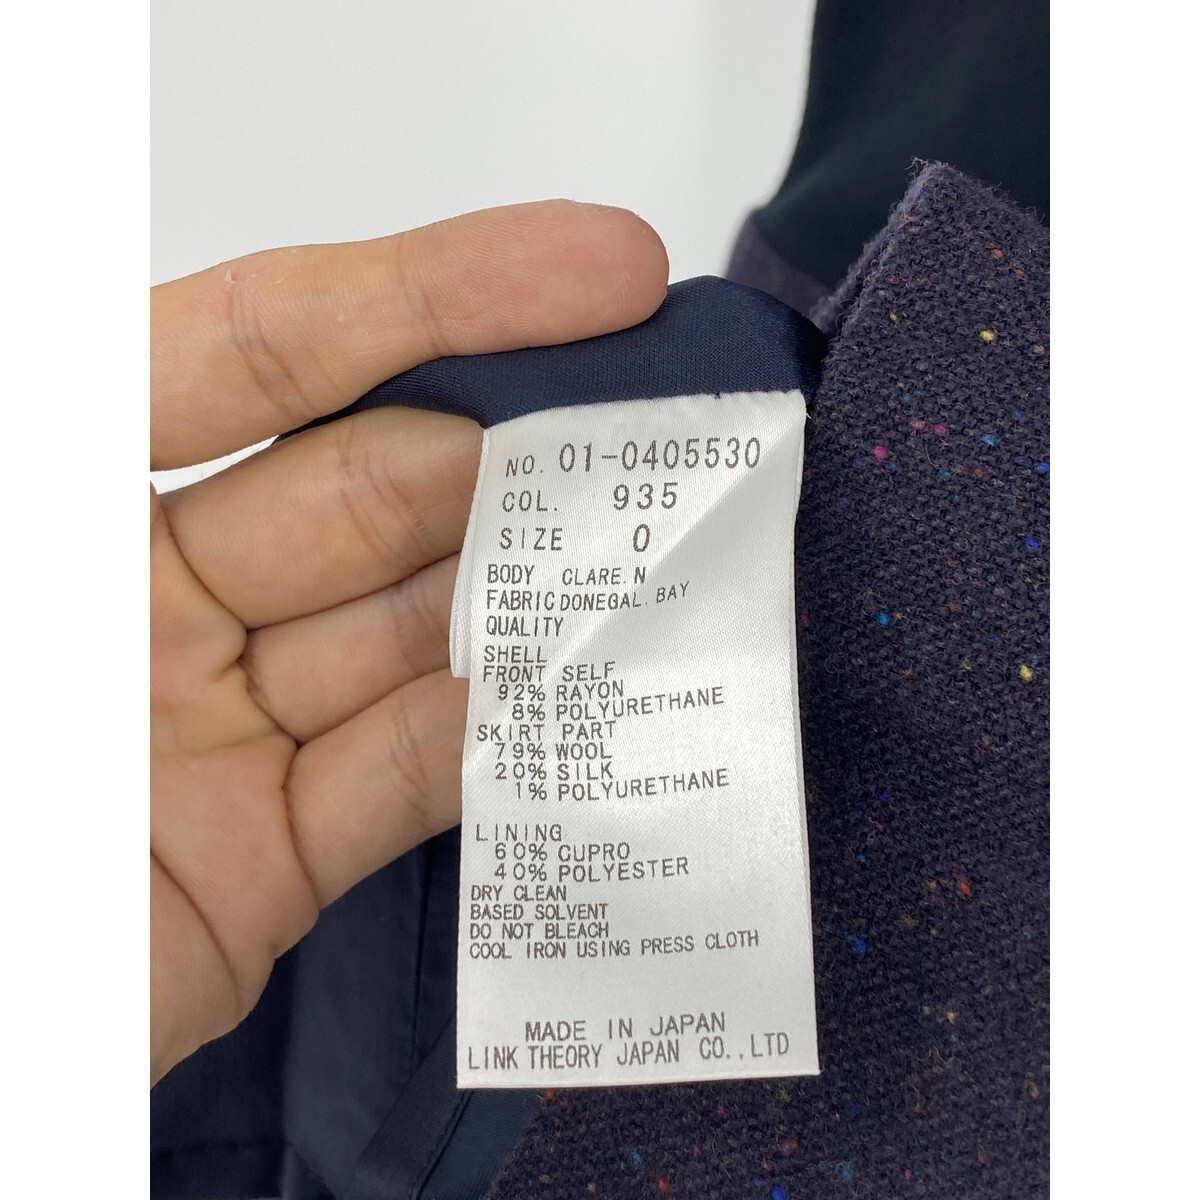 NO. 01-0405530
COL. 935
SIZE 0
BODY CLARE. N
FABRIC DONEGAL. BAY
QUALITY
SHELL
FRONT SELF
92% RAYON
8% POLYURETHANE
SKIRT PART
79% WOOL
20% SILK
1% POLYURETHANE
LINING
60% CUPRO
40% POLYESTER
DRY CLEAN
BASED SOLVENT
DO NOT BLEACH
COOL IRON USING PRESS CLOTH
MADE IN JAPAN
LINK THEORY JAPAN CO.,LTD